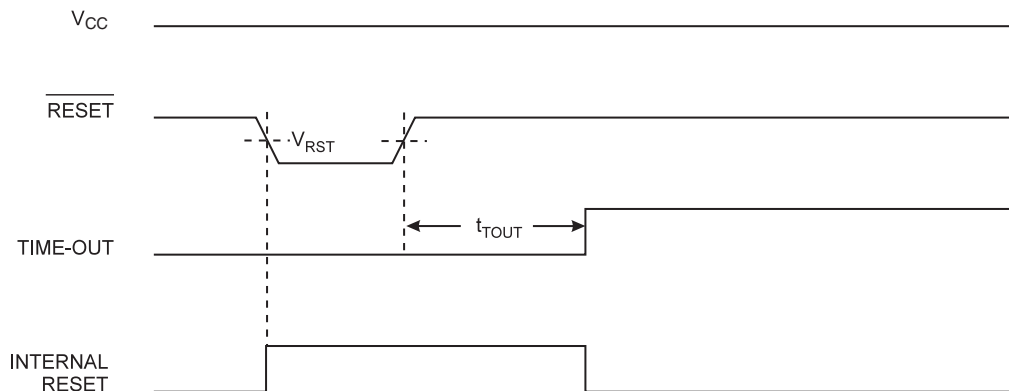 VCC
RESET
VRST
tTOUT
TIME-OUT
INTERNAL
RESET